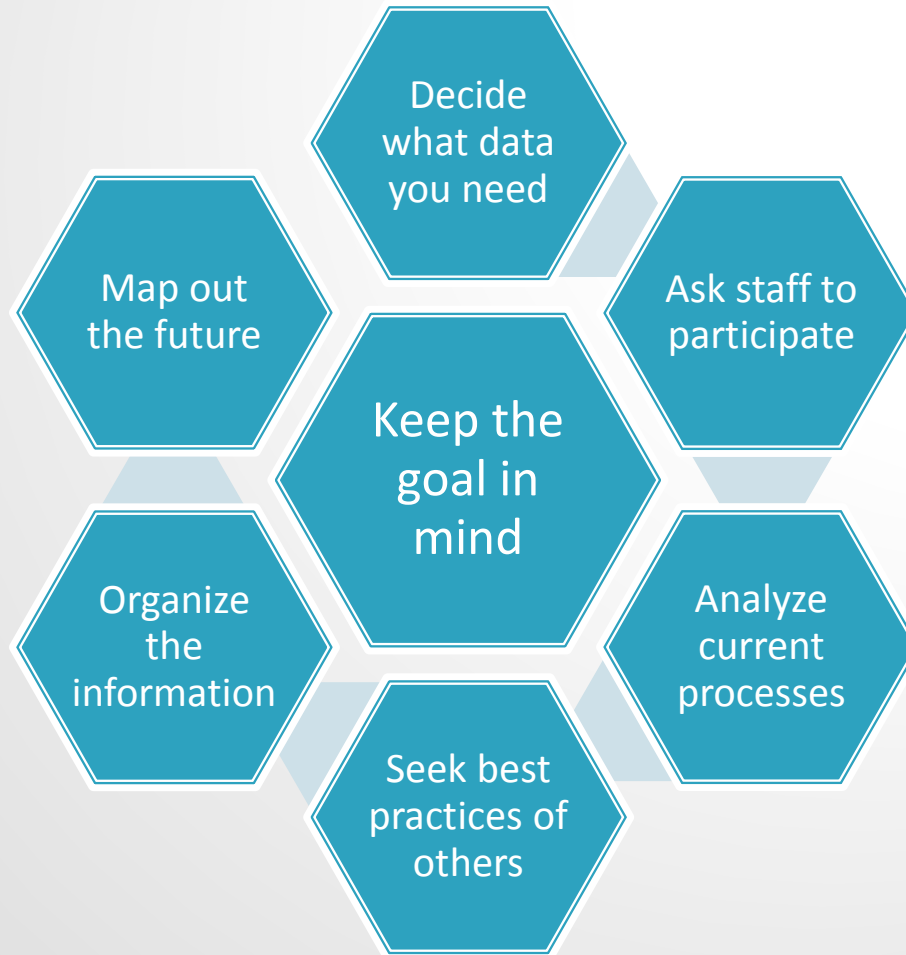 Decide
what data
you need
Ask staff to
participate
Analyze
current
processes
Seek best
practices of
others
Organize
the
information
Map out
the future
Keep the
goal in
mind